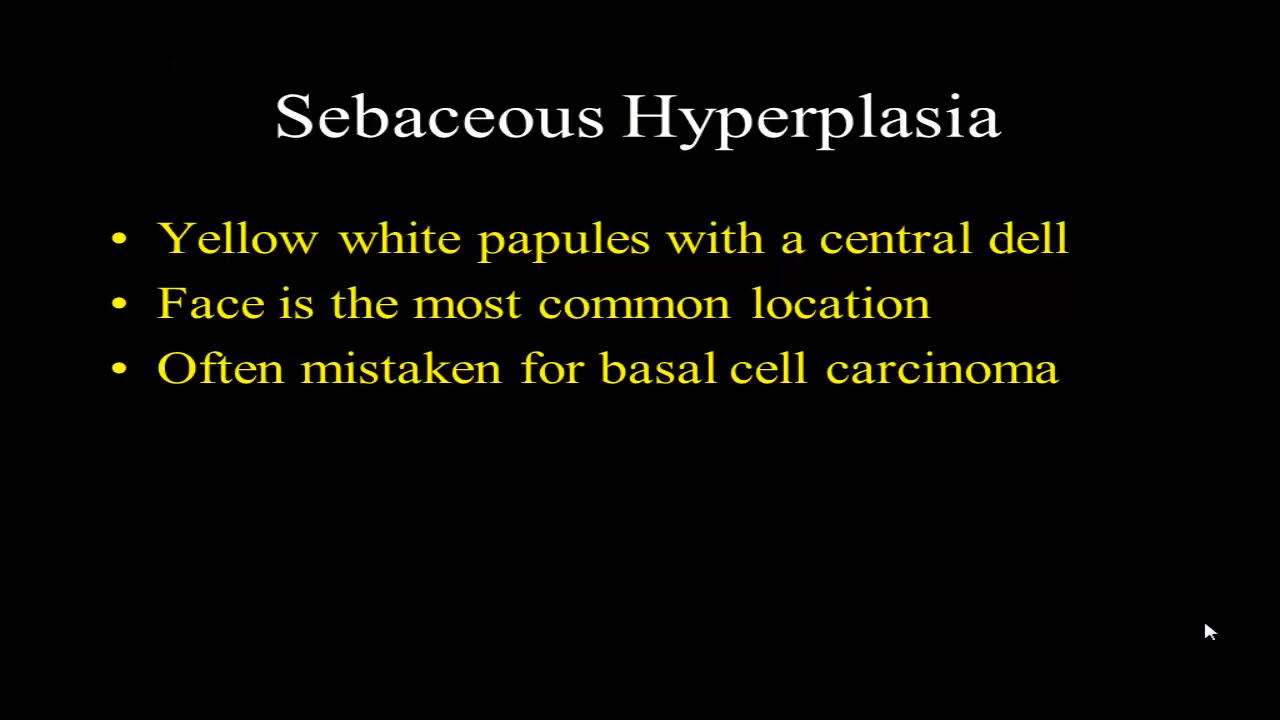 Sebaceous Hyperplasia
• Yellow white papules with a central dell
• Face is the most common location
• Often mistaken for basal cell carcinoma